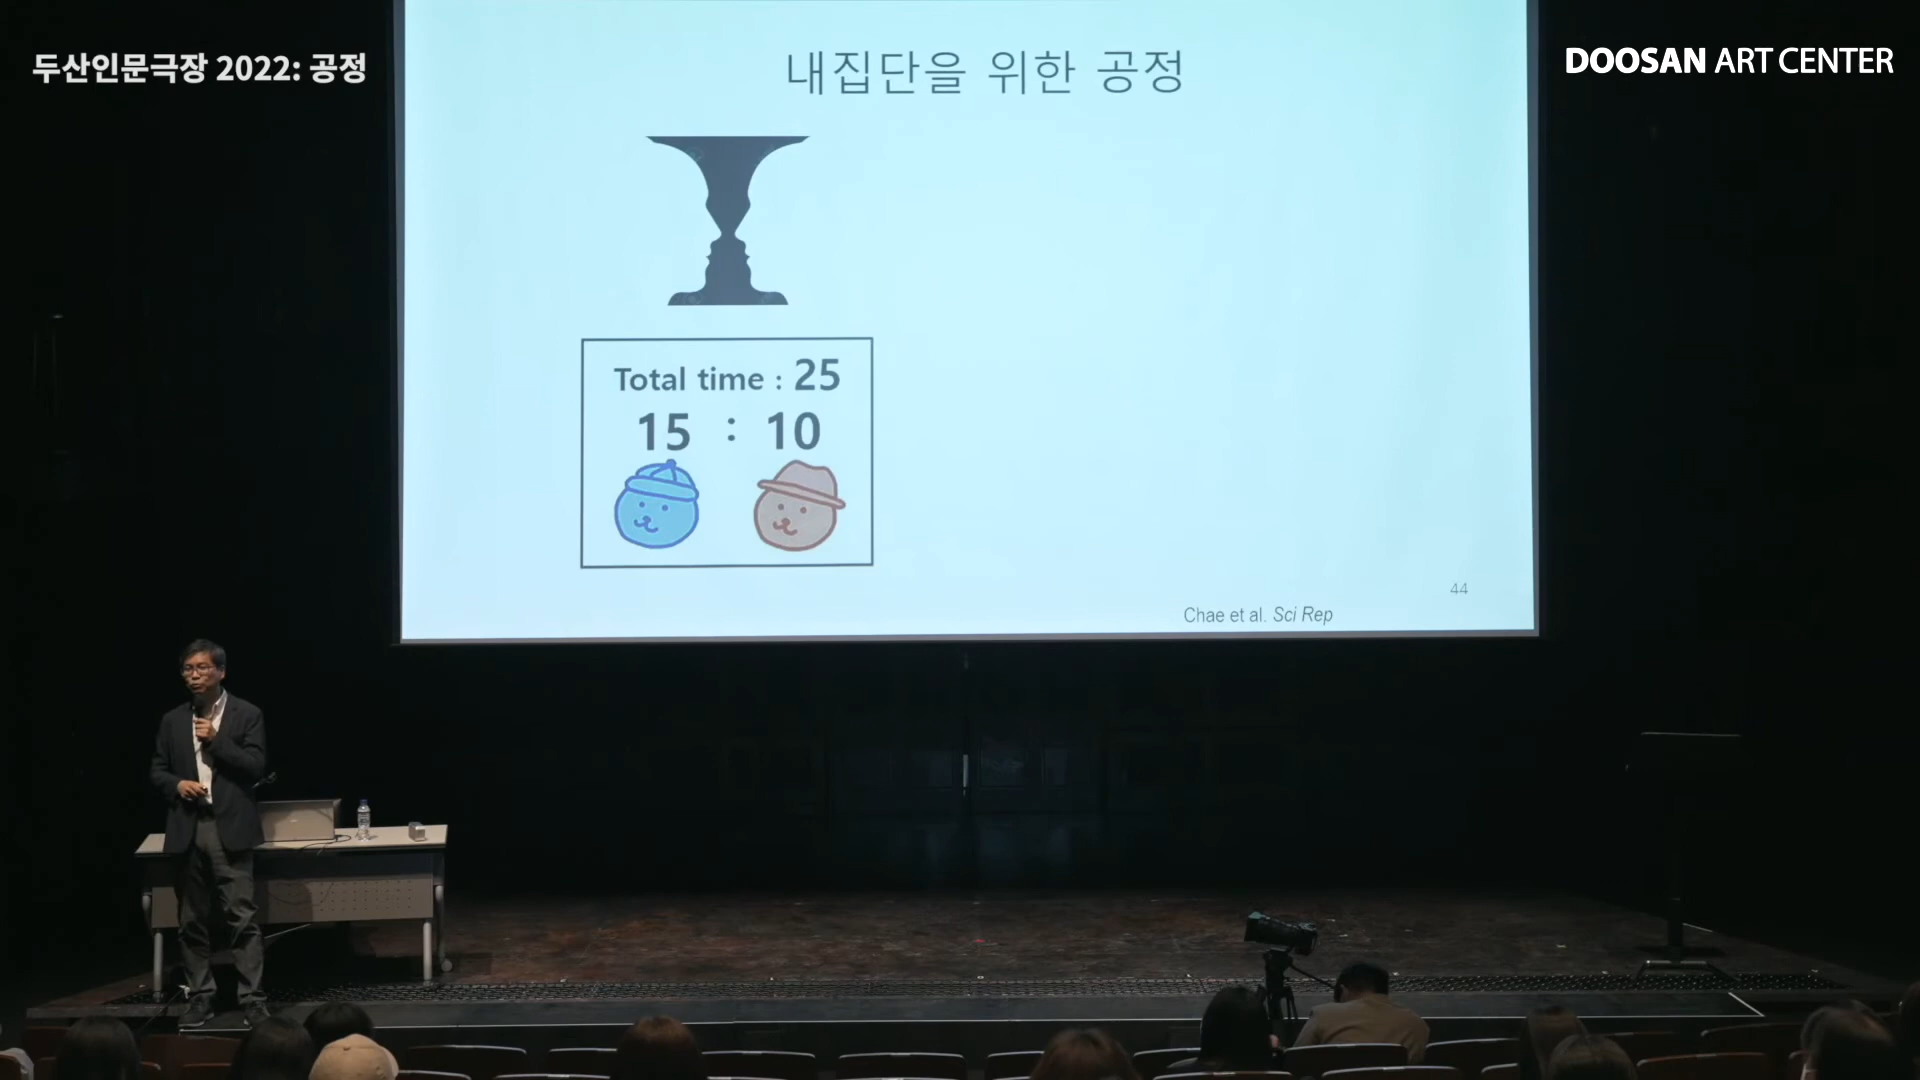 두산인문극장 2022: 공정
DOOSAN ART CENTER
내집단을 위한 공정
Total time : 25
15 : 10
44
Chae et al. Sci Rep